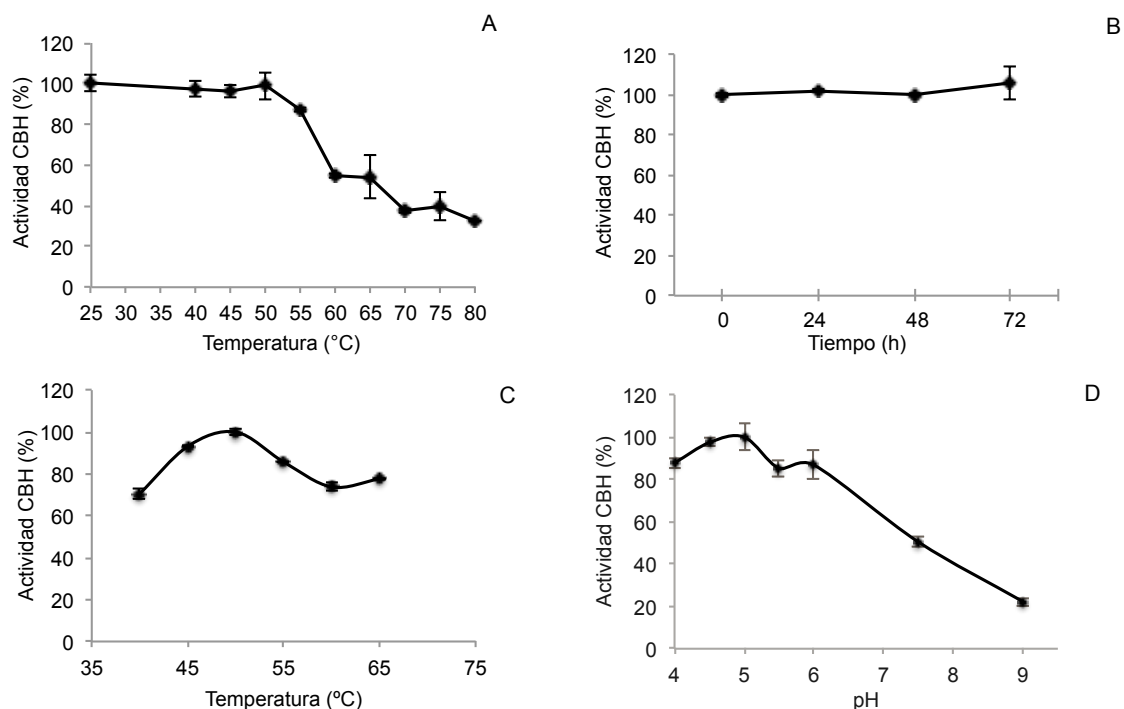 A
Actividad CBH (%)
120
100
80
60
40
20
0
25 30 35 40 45 50 55 60 65 70 75 80
Temperatura (°C)
B
Actividad CBH (%)
120
100
80
60
40
20
0
0 24 48 72
Tiempo (h)
C
Actividad CBH (%)
120
100
80
60
40
20
0
35 45 55 65 75
Temperatura (ºC)
D
Actividad CBH (%)
120
100
80
60
40
20
0
4 5 6 7 8 9
pH